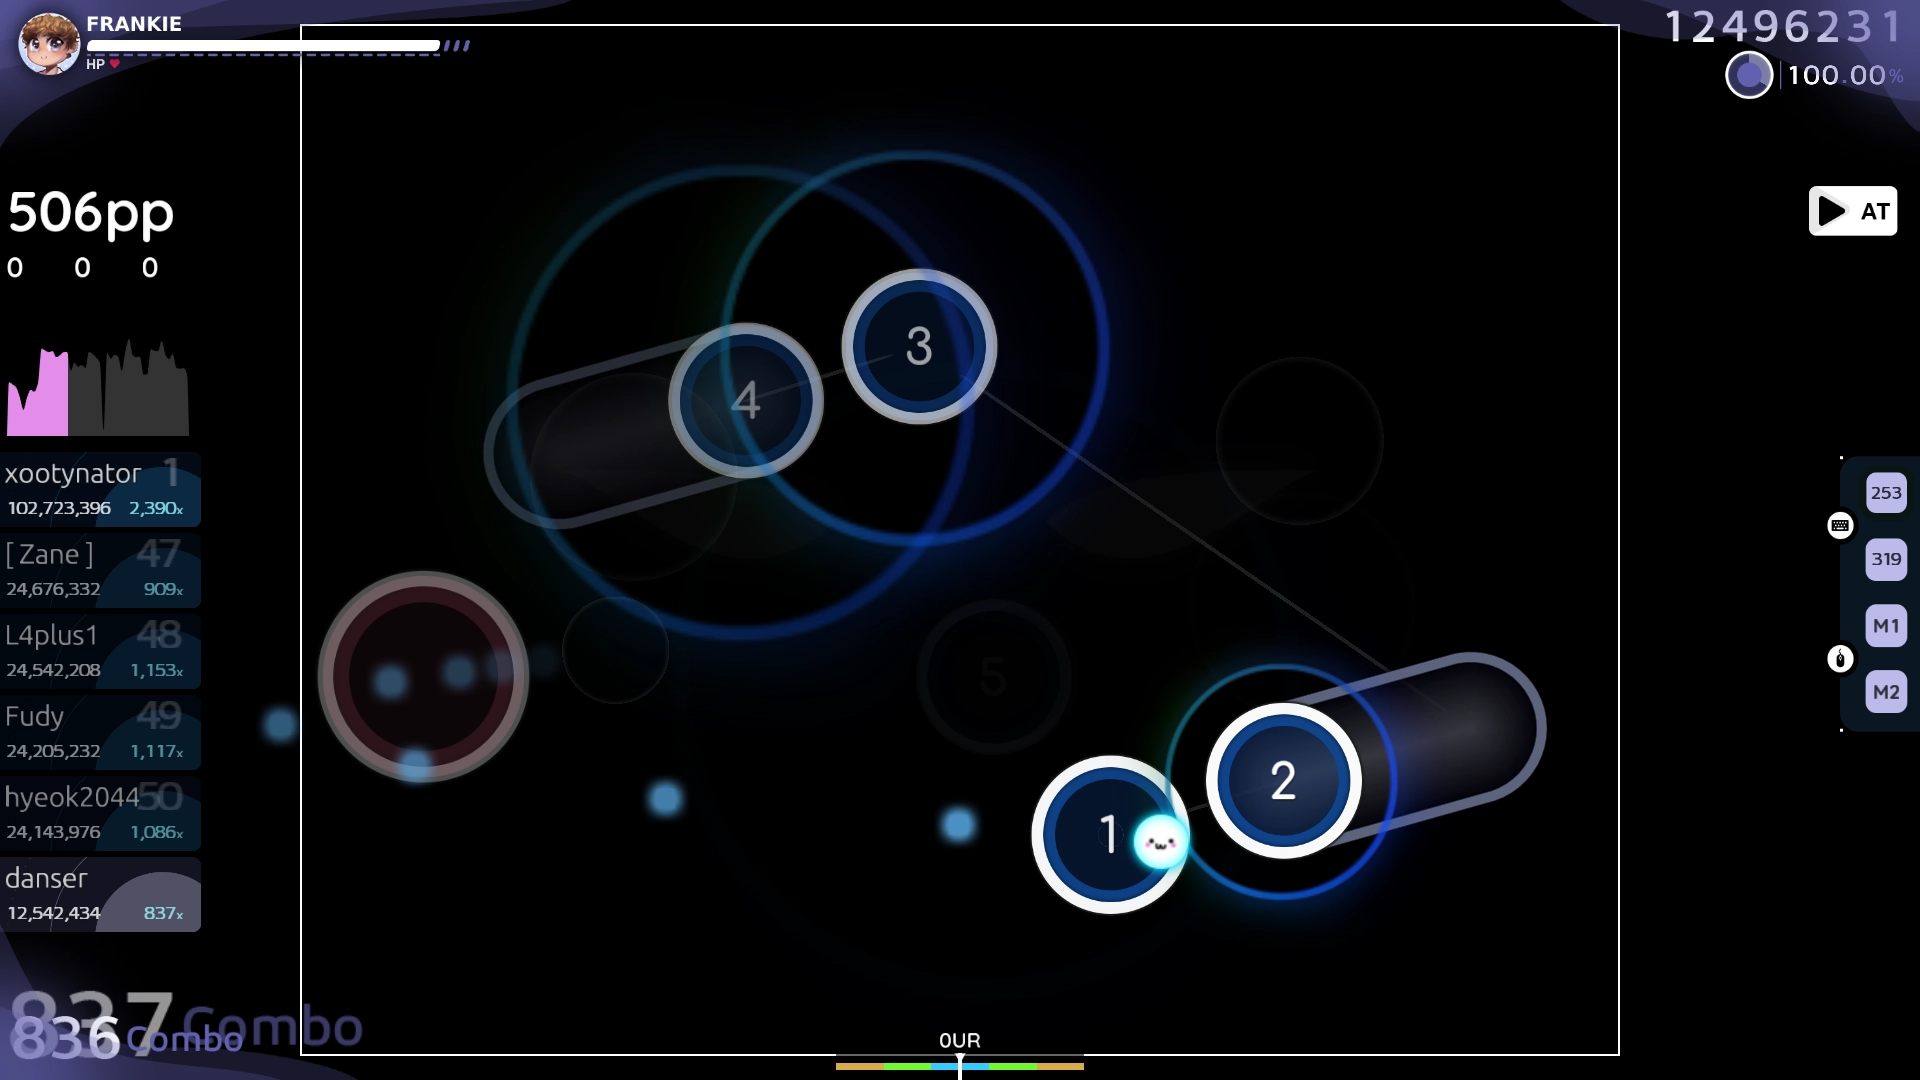 FRANKIE
HP
12496231
100.00%
506pp
0 0 0
AT
xootynator 1
102,723,396 2,390x
[ Zane ] 47
24,676,332 909x
L4plus1 48
24,542,208 1,153x
Fudy 49
24,205,232 1,117x
hyeok2044 50
24,143,976 1,086x
danser
12,542,434 837x
3
4
5
2
1
253
319
M1
M2
837 Combo
836 Combo
0UR